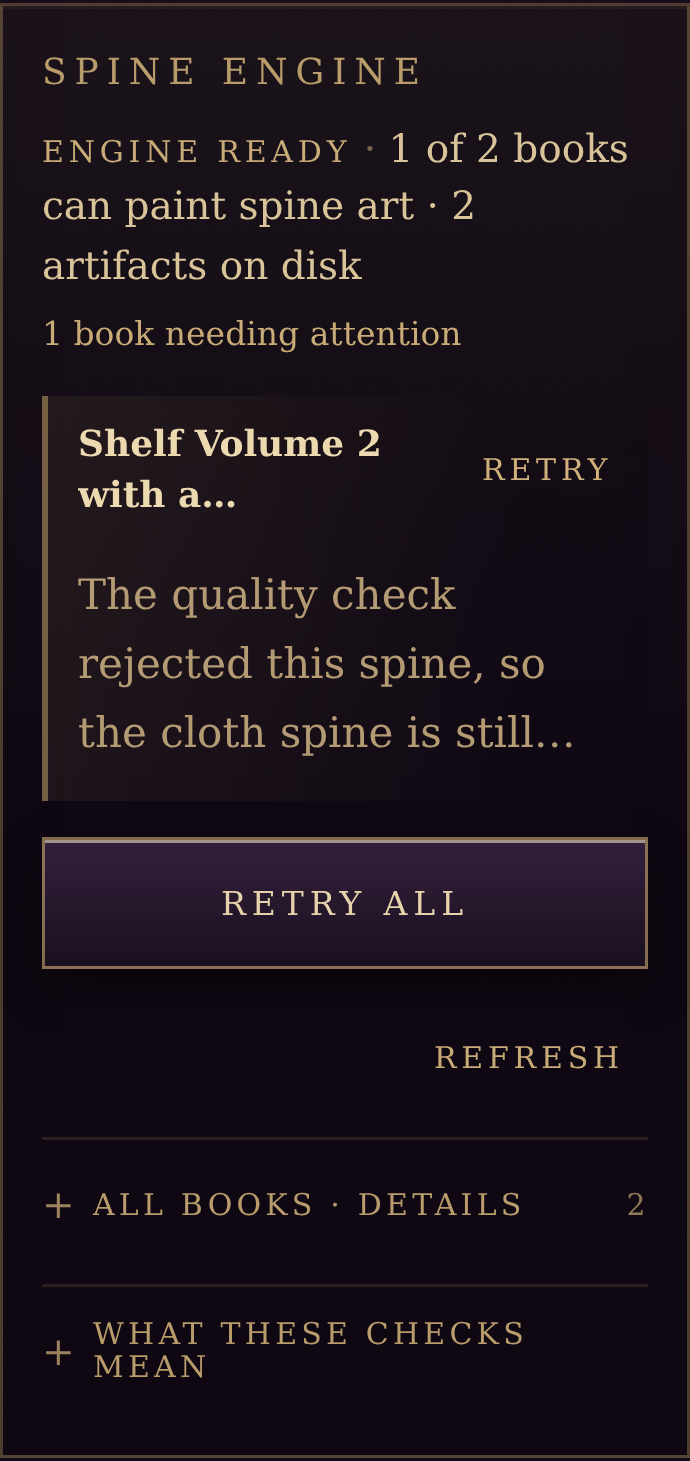 SPINE ENGINE
ENGINE READY · 1 of 2 books
can paint spine art · 2
artifacts on disk
1 book needing attention
Shelf Volume 2
with a…
RETRY
The quality check
rejected this spine, so
the cloth spine is still…
RETRY ALL
REFRESH
+ ALL BOOKS · DETAILS 2
+ WHAT THESE CHECKS
MEAN